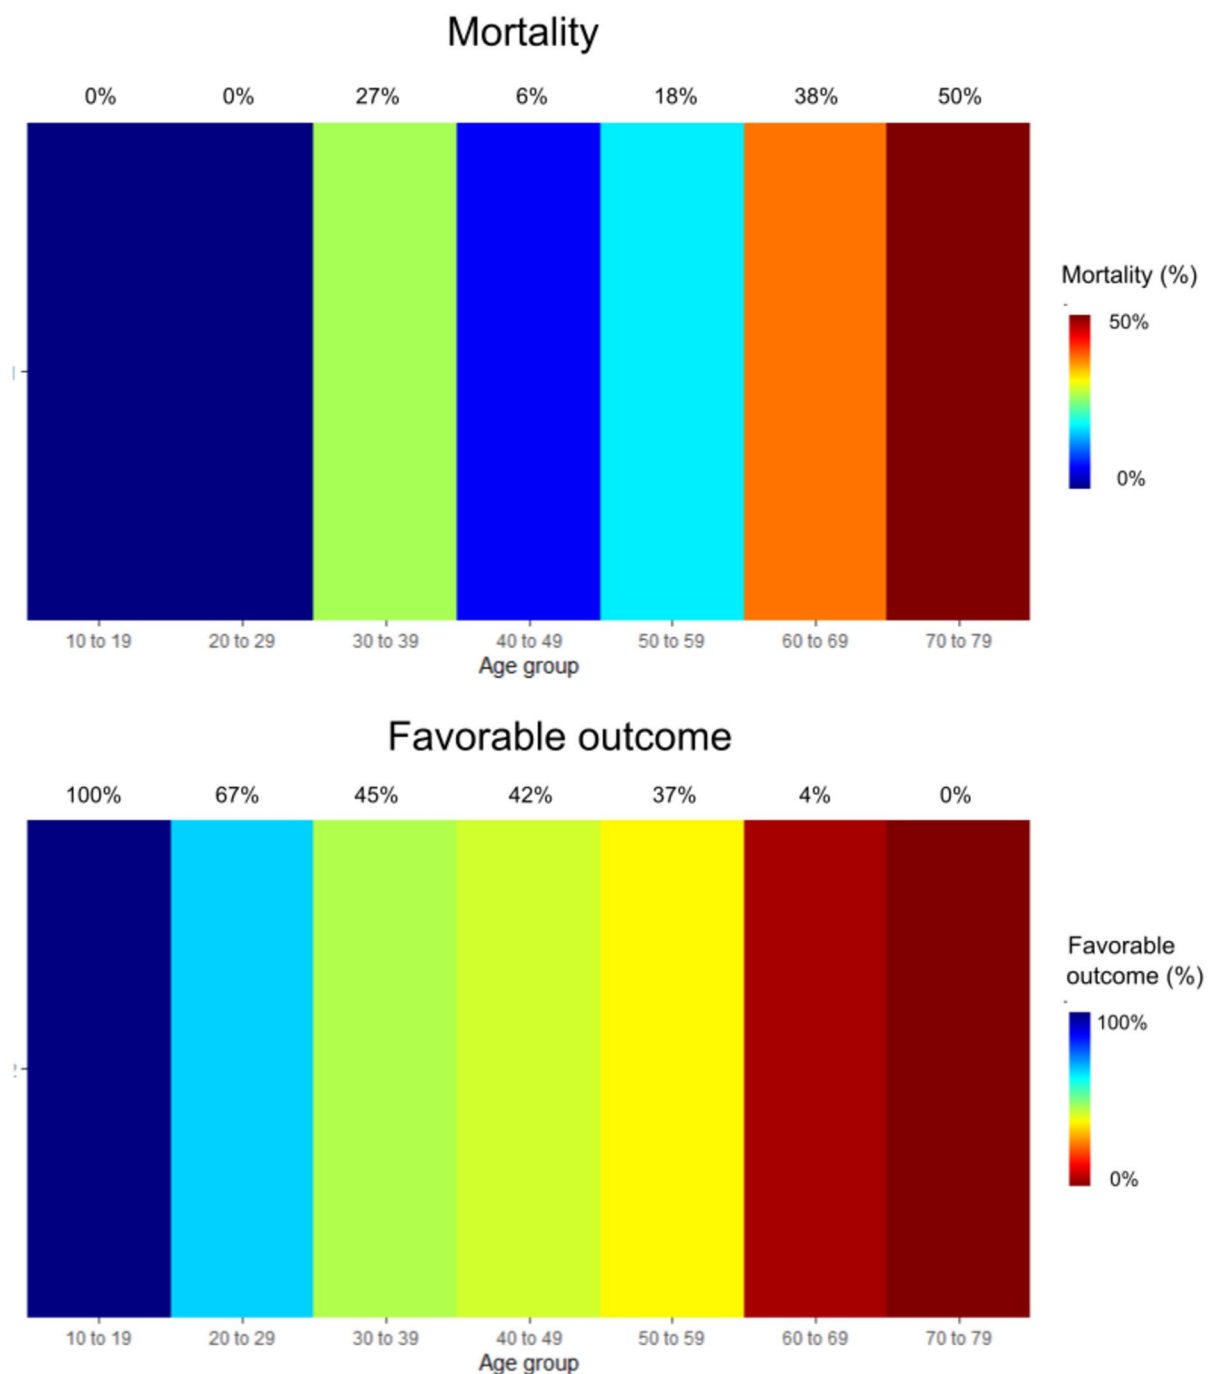 Mortality
0% 0% 27% 6% 18% 38% 50%
Mortality (%)
50%
0%
10 to 19 20 to 29 30 to 39 40 to 49 50 to 59 60 to 69 70 to 79
Age group
Favorable outcome
100% 67% 45% 42% 37% 4% 0%
Favorable
outcome (%)
100%
0%
10 to 19 20 to 29 30 to 39 40 to 49 50 to 59 60 to 69 70 to 79
Age group